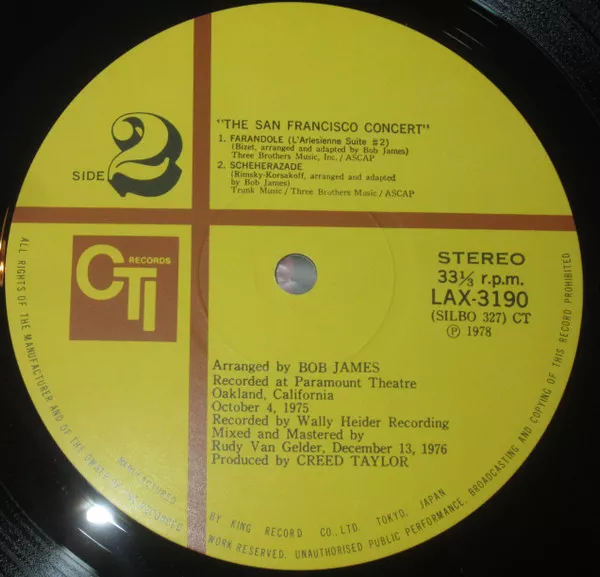 "THE SAN FRANCISCO CONCERT"
1. FARANDOLE (L'Arlesienne Suite #2)
(Bizet, arranged and adapted by Bob James)
Three Brothers Music, Inc./ASCAP
2. SCHEHERAZADE
(Rimsky-Korsakoff, arranged and adapted
by Bob James)
Trunk Music/Three Brothers Music/ASCAP
SIDE 2
CTI RECORDS
STEREO
33⅓ r.p.m.
LAX-3190
(SILBO 327) CT
Ⓟ 1978
Arranged by BOB JAMES
Recorded at Paramount Theatre
Oakland, California
October 4, 1975
Recorded by Wally Heider Recording
Mixed and Mastered by
Rudy Van Gelder, December 13, 1976
Produced by CREED TAYLOR
MANUFACTURED BY KING RECORD CO., LTD. TOKYO, JAPAN
ALL RIGHTS OF THE MANUFACTURER AND OF THE OWNER OF WORK RESERVED. UNAUTHORISED PUBLIC PERFORMANCE, BROADCASTING AND COPYING OF THIS RECORD PROHIBITED